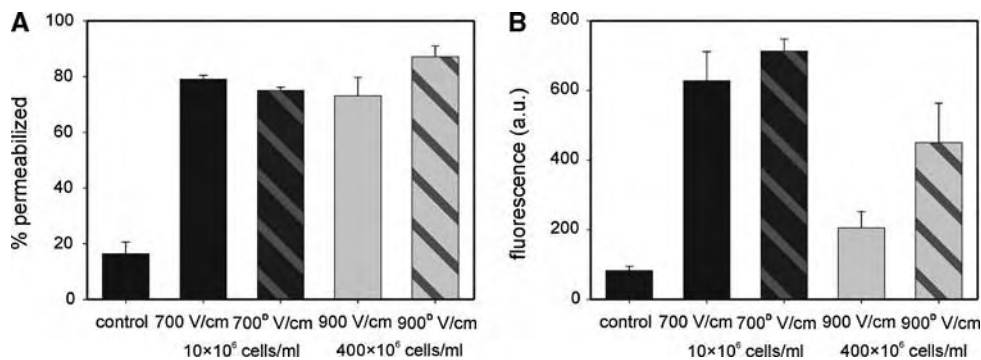 A
% permeabilized
100
80
60
40
20
0
control 700 V/cm 700ᴰ V/cm 900 V/cm 900ᴰ V/cm
10×10⁶ cells/ml 400×10⁶ cells/ml
B
fluorescence (a.u.)
800
600
400
200
0
control 700 V/cm 700ᴰ V/cm 900 V/cm 900ᴰ V/cm
10×10⁶ cells/ml 400×10⁶ cells/ml